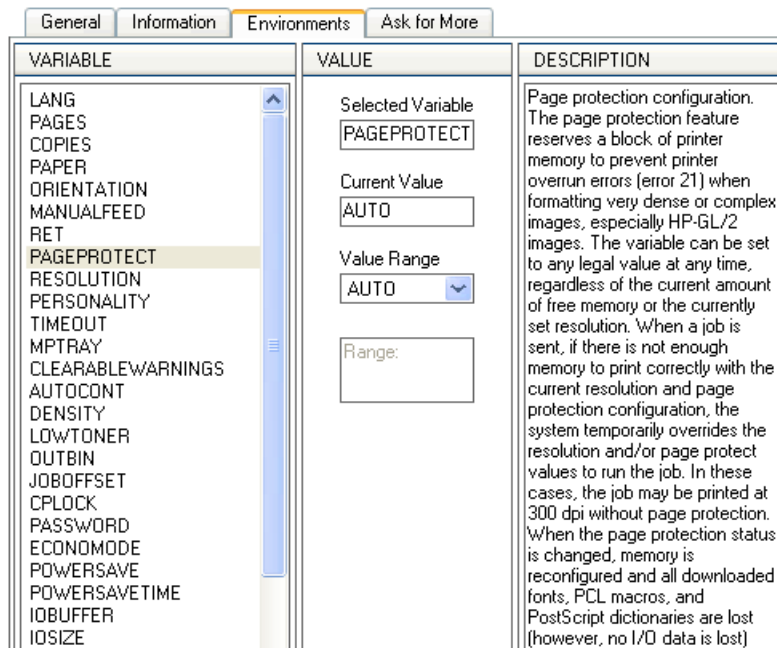 General Information Environments Ask for More
VARIABLE
LANG
PAGES
COPIES
PAPER
ORIENTATION
MANUALFEED
RET
PAGEPROTECT
RESOLUTION
PERSONALITY
TIMEOUT
MPTRAY
CLEARABLEWARNINGS
AUTOCONT
DENSITY
LOWTONER
OUTBIN
JOBOFFSET
CPLOCK
PASSWORD
ECONOMODE
POWERSAVE
POWERSAVETIME
IOBUFFER
IOSIZE
VALUE
Selected Variable
PAGEPROTECT
Current Value
AUTO
Value Range
AUTO
Range:
DESCRIPTION
Page protection configuration.
The page protection feature
reserves a block of printer
memory to prevent printer
overrun errors (error 21) when
formatting very dense or complex
images, especially HP-GL/2
images. The variable can be set
to any legal value at any time,
regardless of the current amount
of free memory or the currently
set resolution. When a job is
sent, if there is not enough
memory to print correctly with the
current resolution and page
protection configuration, the
system temporarily overrides the
resolution and/or page protect
values to run the job. In these
cases, the job may be printed at
300 dpi without page protection.
When the page protection status
is changed, memory is
reconfigured and all downloaded
fonts, PCL macros, and
PostScript dictionaries are lost
(however, no I/O data is lost)